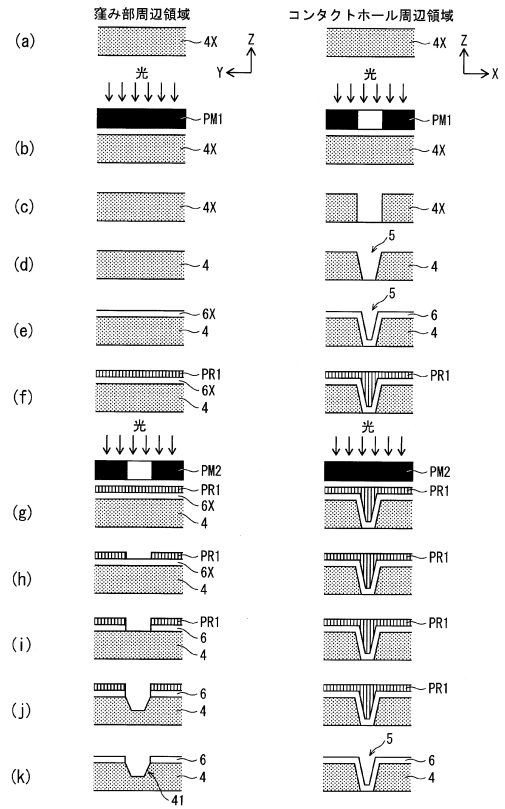 窪み部周辺領域 コンタクトホール周辺領域
(a) 4X Z Y 4X Z X
光 光
PM1 PM1
(b) 4X 4X
(c) 4X 4X
5
(d) 4 4
5
(e) 6X 6
4 4
(f) PR1 PR1
6X
4
光 光
PM2 PM2
PR1 PR1
(g) 6X
4
(h) PR1 PR1
6X
4
(i) PR1 PR1
6
4
(j) PR1
6
4
5
(k) 6 6
4 4
41